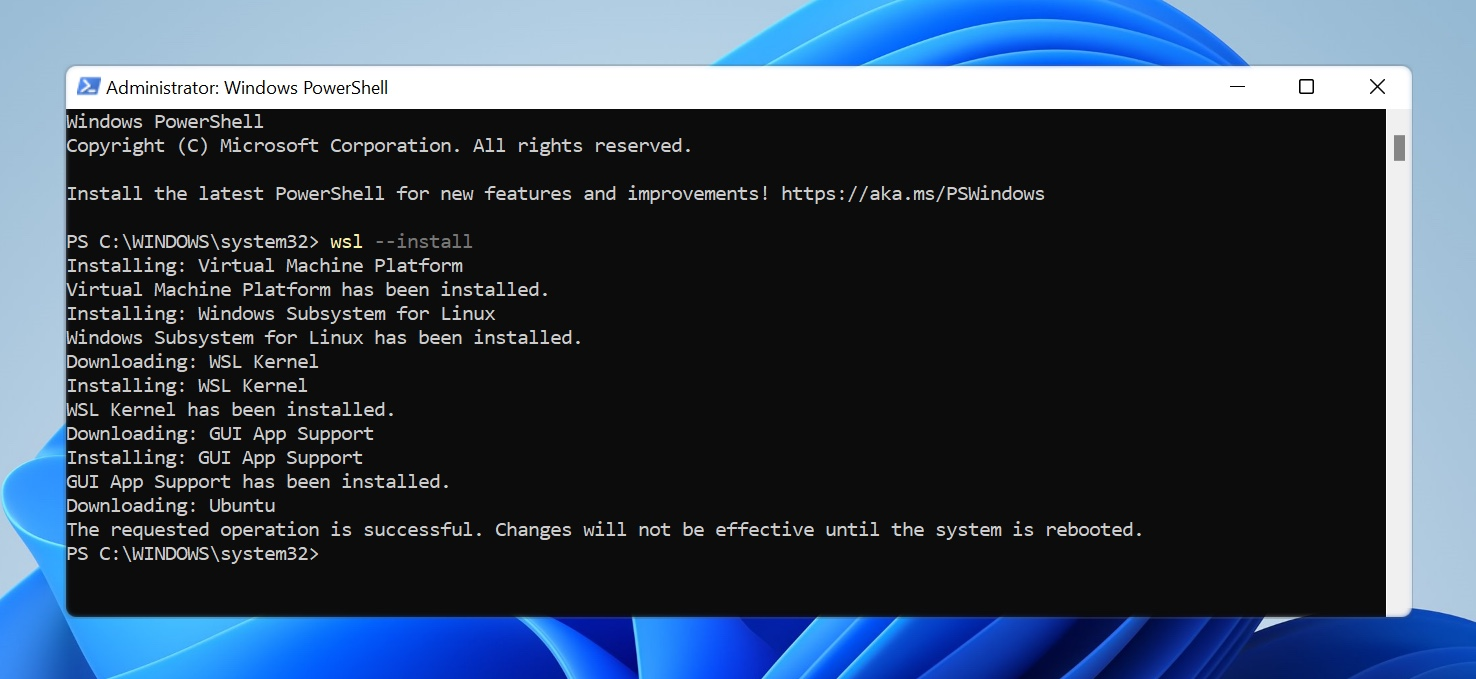 Administrator: Windows PowerShell
Windows PowerShell
Copyright (C) Microsoft Corporation. All rights reserved.
Install the latest PowerShell for new features and improvements! https://aka.ms/PSWindows
PS C:\WINDOWS\system32> wsl --install
Installing: Virtual Machine Platform
Virtual Machine Platform has been installed.
Installing: Windows Subsystem for Linux
Windows Subsystem for Linux has been installed.
Downloading: WSL Kernel
Installing: WSL Kernel
WSL Kernel has been installed.
Downloading: GUI App Support
Installing: GUI App Support
GUI App Support has been installed.
Downloading: Ubuntu
The requested operation is successful. Changes will not be effective until the system is rebooted.
PS C:\WINDOWS\system32>